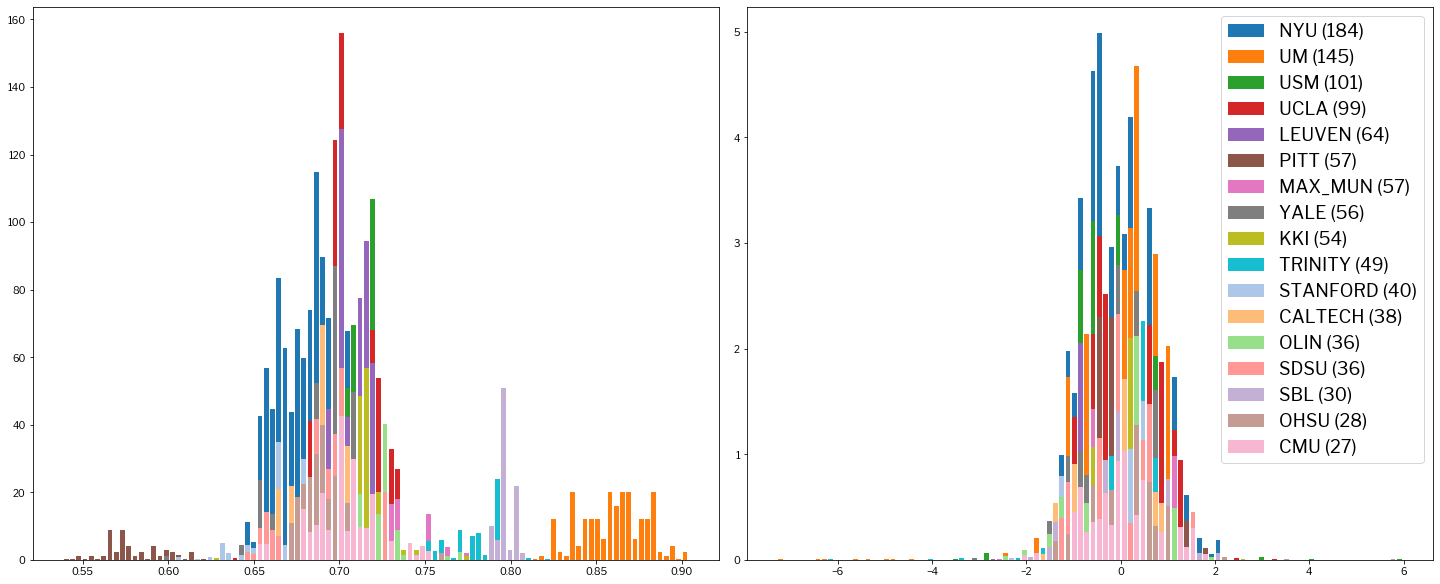 160
140
120
100
80
60
40
20
0
0.55 0.60 0.65 0.70 0.75 0.80 0.85 0.90
5
4
3
2
1
0
−6 −4 −2 0 2 4 6
NYU (184)
UM (145)
USM (101)
UCLA (99)
LEUVEN (64)
PITT (57)
MAX_MUN (57)
YALE (56)
KKI (54)
TRINITY (49)
STANFORD (40)
CALTECH (38)
OLIN (36)
SDSU (36)
SBL (30)
OHSU (28)
CMU (27)